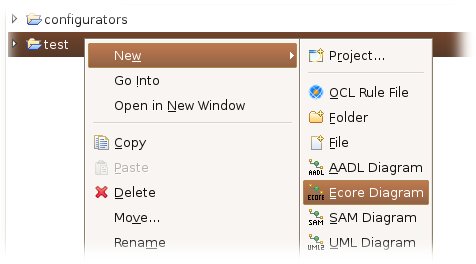 configurators
test
New
Go Into
Open in New Window
Copy
Paste
Delete
Move...
Rename
Project...
OCL Rule File
Folder
File
AADL AADL Diagram
ECORE Ecore Diagram
SAM SAM Diagram
UML2 UML Diagram